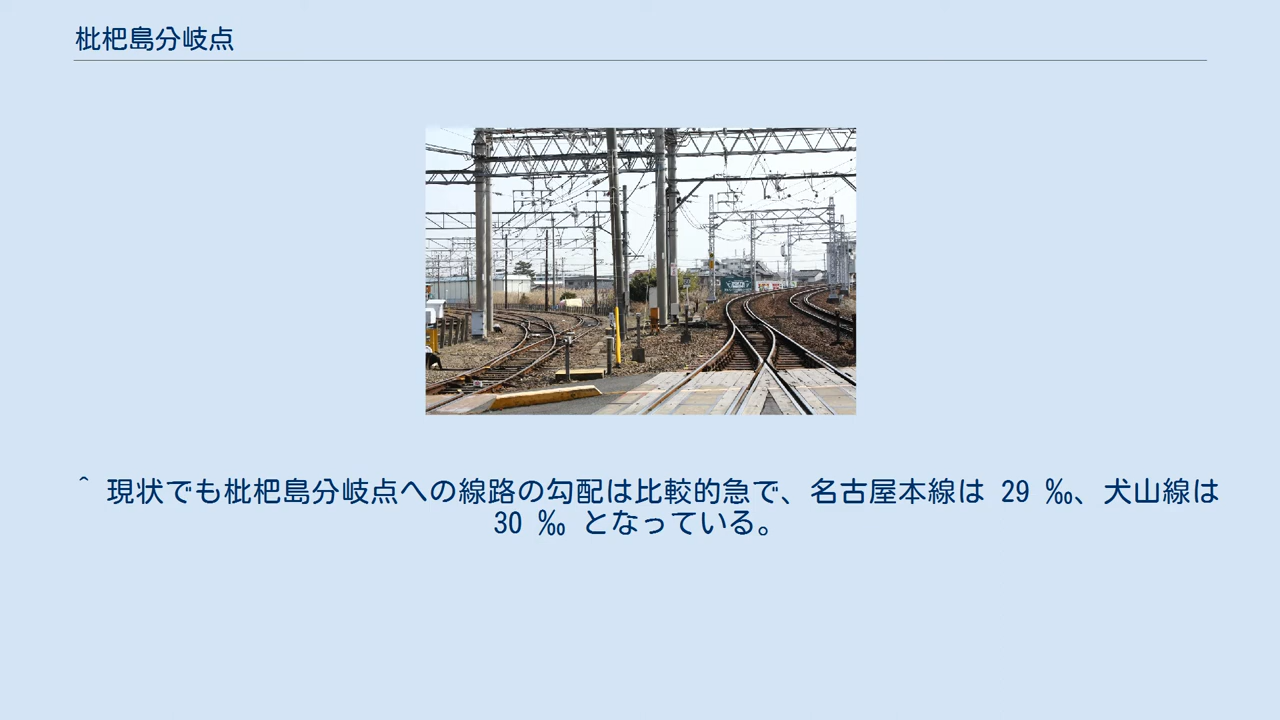 枇杷島分岐点
^ 現状でも枇杷島分岐点への線路の勾配は比較的急で、名古屋本線は 29 ‰、犬山線は
30 ‰ となっている。